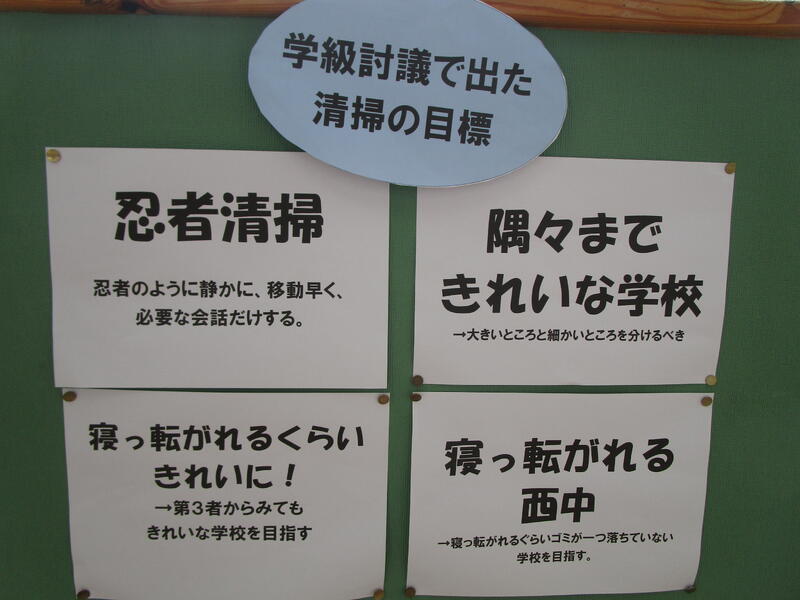 学級討議で出た
清掃の目標
忍者清掃
忍者のように静かに、移動早く、
必要な会話だけする。
隅々まで
きれいな学校
→大きいところと細かいところを分けるべき
寝っ転がれるくらい
きれいに!
→第3者からみても
きれいな学校を目指す
寝っ転がれる
西中
→寝っ転がれるぐらいゴミが一つ落ちていない
学校を目指す。